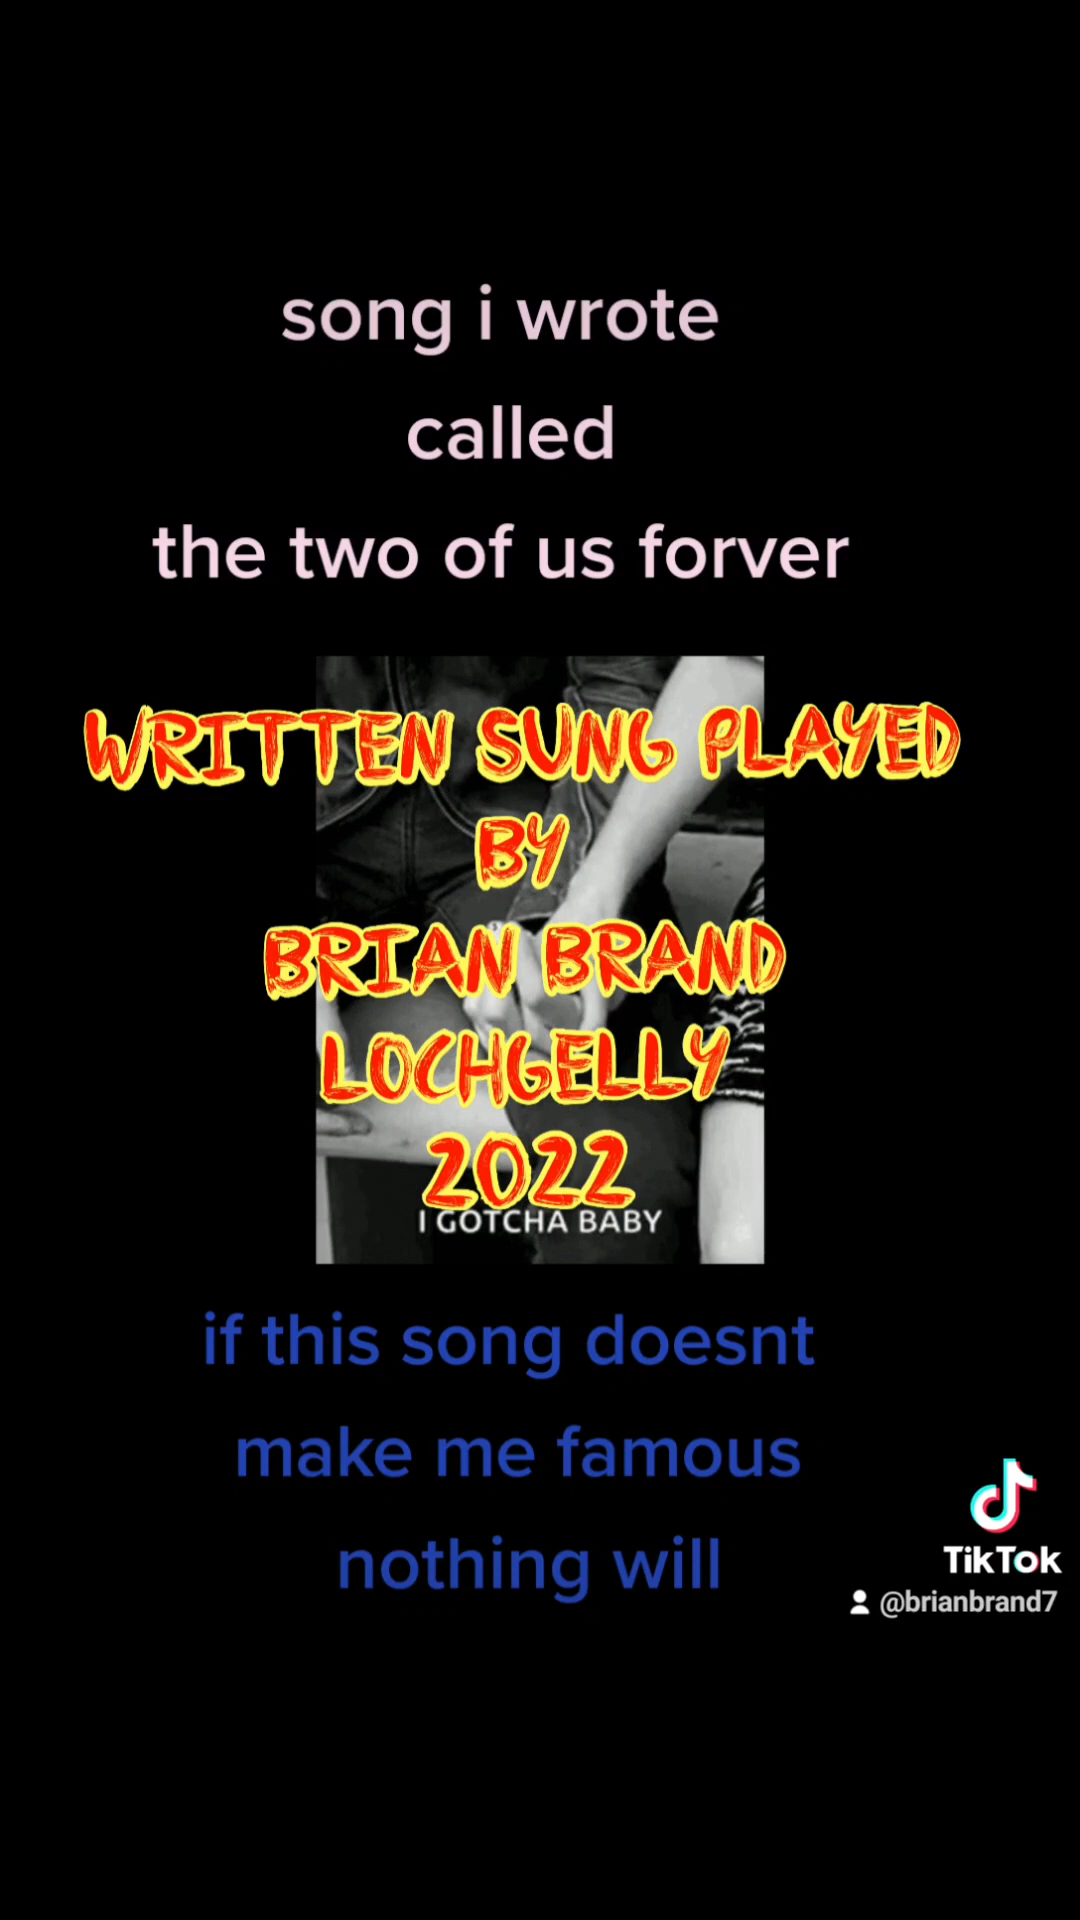 song i wrote
called
the two of us forver
WRITTEN SUNG PLAYED
BY
BRIAN BRAND
LOCHGELLY
2022
I GOTCHA BABY
if this song doesnt
make me famous
nothing will
TikTok
@brianbrand7